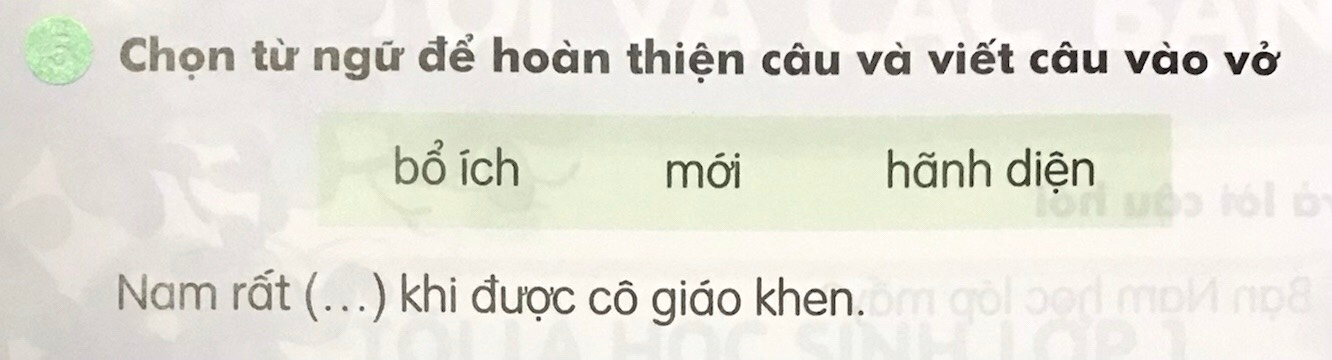 5 Chọn từ ngữ để hoàn thiện câu và viết câu vào vở
bổ ích mới hãnh diện
Nam rất (...) khi được cô giáo khen.